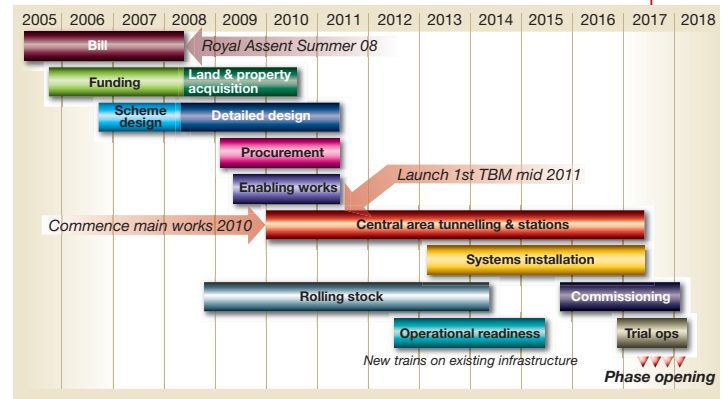 2005 2006 2007 2008 2009 2010 2011 2012 2013 2014 2015 2016 2017 2018
Bill
Royal Assent Summer 08
Funding
Land & property
acquisition
Scheme
design
Detailed design
Procurement
Launch 1st TBM mid 2011
Enabling works
Commence main works 2010
Central area tunnelling & stations
Systems installation
Rolling stock
Commissioning
Operational readiness
Trial ops
New trains on existing infrastructure
Phase opening